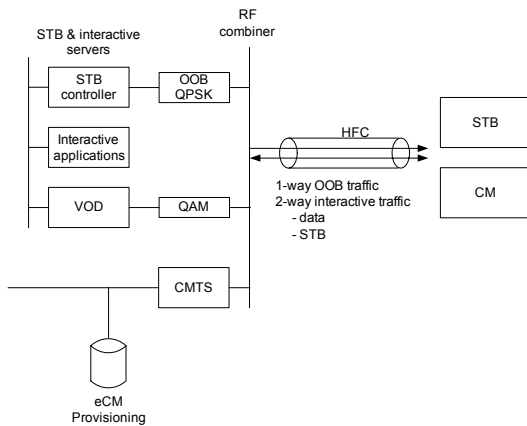 RF
combiner
STB & interactive
servers
STB
controller
OOB
QPSK
Interactive
applications
VOD
QAM
CMTS
eCM
Provisioning
HFC
1-way OOB traffic
2-way interactive traffic
- data
- STB
STB
CM